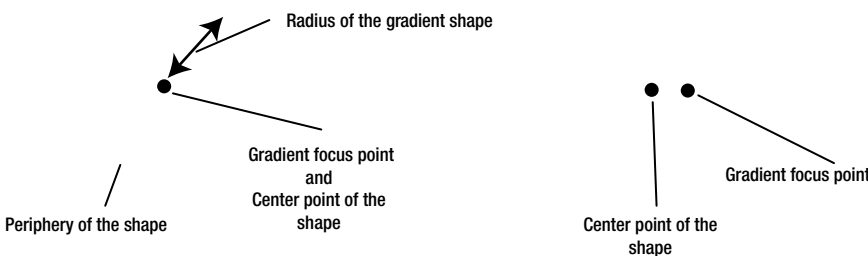 Radius of the gradient shape
Gradient focus point
and
Center point of the
shape
Periphery of the shape
Gradient focus point
Center point of the
shape